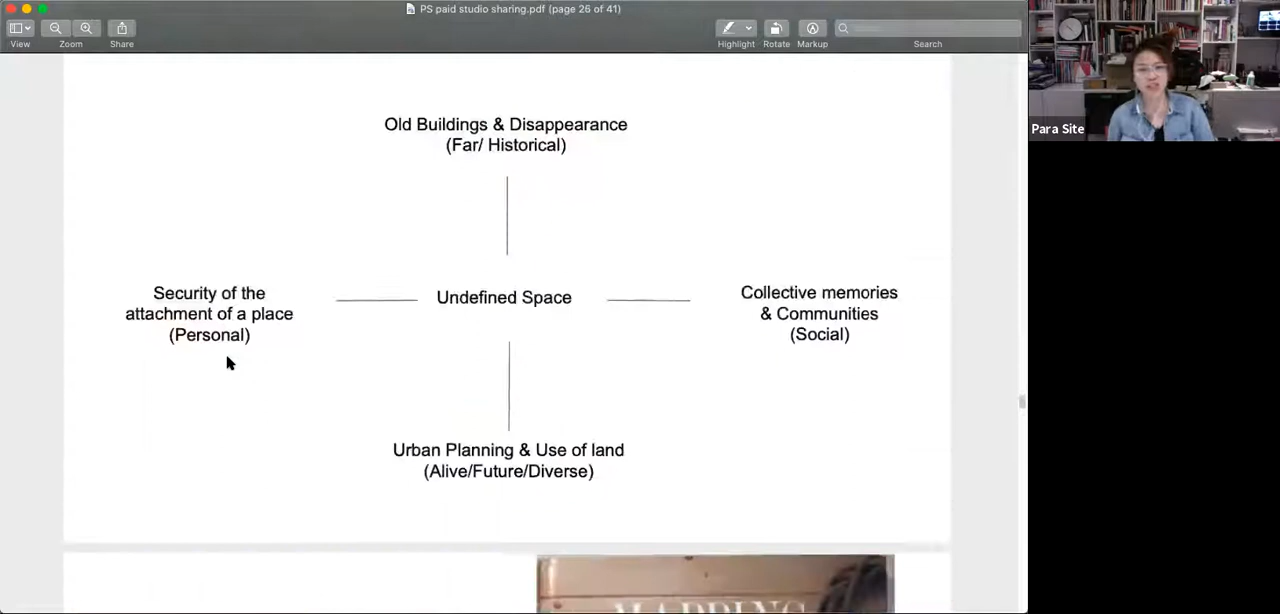 PS paid studio sharing.pdf (page 26 of 41)
View
Zoom
Share
Highlight
Rotate
Markup
Search
Para Site
Old Buildings & Disappearance
(Far/ Historical)
Security of the
attachment of a place
(Personal)
Undefined Space
Collective memories
& Communities
(Social)
Urban Planning & Use of land
(Alive/Future/Diverse)
MAPPING